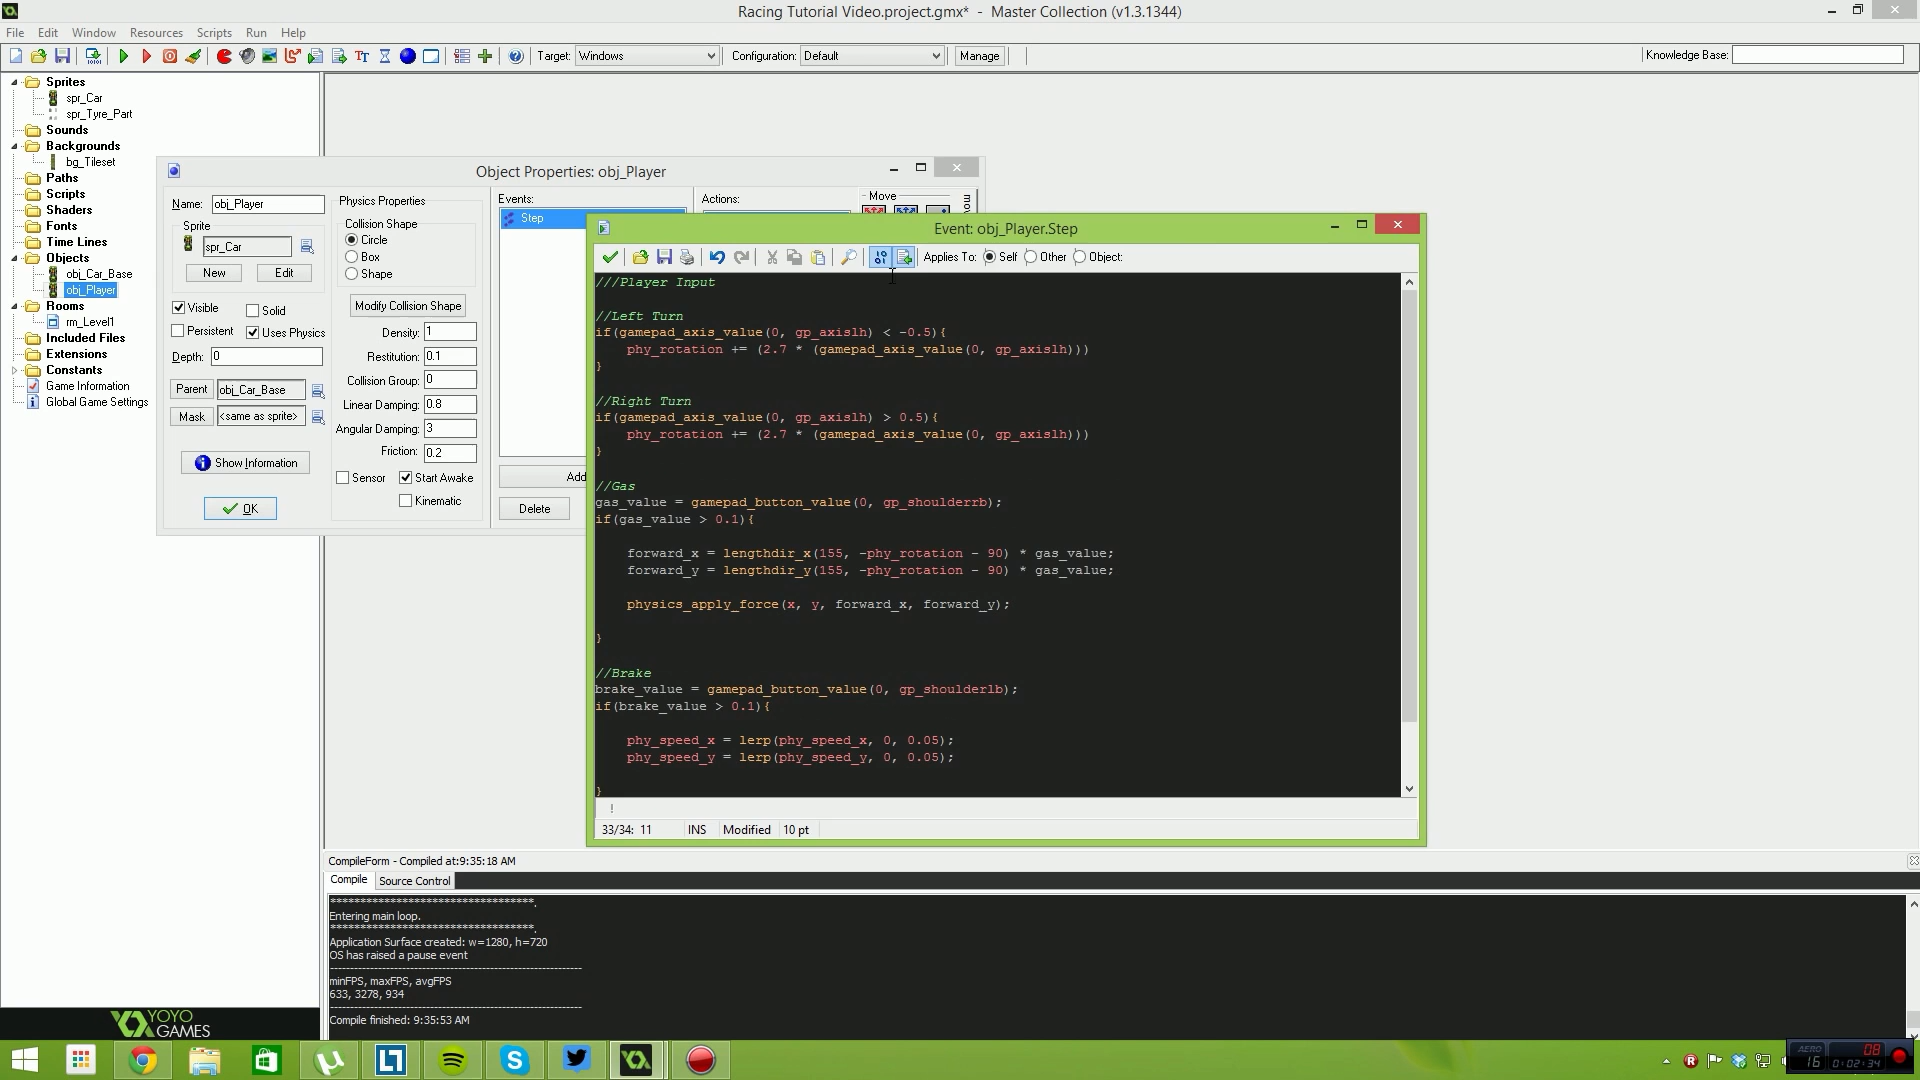 Racing Tutorial Video.project.gmx* - Master Collection (v1.3.1344)
File Edit Window Resources Scripts Run Help
Target: Windows Configuration: Default Manage Knowledge Base:
Sprites
spr_Car
spr_Tyre_Part
Sounds
Backgrounds
bg_Tileset
Paths
Scripts
Shaders
Fonts
Time Lines
Objects
obj_Car_Base
obj_Player
Rooms
rm_Level1
Included Files
Extensions
Constants
Game Information
Global Game Settings
Object Properties: obj_Player
Name: obj_Player
Sprite
spr_Car
New Edit
Visible Solid
Persistent Uses Physics
Depth: 0
Parent obj_Car_Base
Mask <same as sprite>
Show Information
OK
Physics Properties
Collision Shape
Circle
Box
Shape
Modify Collision Shape
Density: 1
Restitution: 0.1
Collision Group: 0
Linear Damping: 0.8
Angular Damping: 3
Friction: 0.2
Sensor Start Awake
Kinematic
Events:
Step
Add
Delete
Actions:
Move
Event: obj_Player.Step
Applies To: Self Other Object:
///Player Input
//Left Turn
if(gamepad_axis_value(0, gp_axislh) < -0.5){
phy_rotation += (2.7 * (gamepad_axis_value(0, gp_axislh)))
}
//Right Turn
if(gamepad_axis_value(0, gp_axislh) > 0.5){
phy_rotation += (2.7 * (gamepad_axis_value(0, gp_axislh)))
}
//Gas
gas_value = gamepad_button_value(0, gp_shoulderrb);
if(gas_value > 0.1){
forward_x = lengthdir_x(155, -phy_rotation - 90) * gas_value;
forward_y = lengthdir_y(155, -phy_rotation - 90) * gas_value;
physics_apply_force(x, y, forward_x, forward_y);
}
//Brake
brake_value = gamepad_button_value(0, gp_shoulderlb);
if(brake_value > 0.1){
phy_speed_x = lerp(phy_speed_x, 0, 0.05);
phy_speed_y = lerp(phy_speed_y, 0, 0.05);
}
!
33/34: 11 INS Modified 10 pt
CompileForm - Compiled at:9:35:18 AM
Compile Source Control
***********************************.
Entering main loop.
***********************************.
Application Surface created: w=1280, h=720
OS has raised a pause event
---------------------------------------------------------------
minFPS, maxFPS, avgFPS
633, 3278, 934
---------------------------------------------------------------
Compile finished: 9:35:53 AM
YOYO
GAMES
AERO 08
16 0:02:34